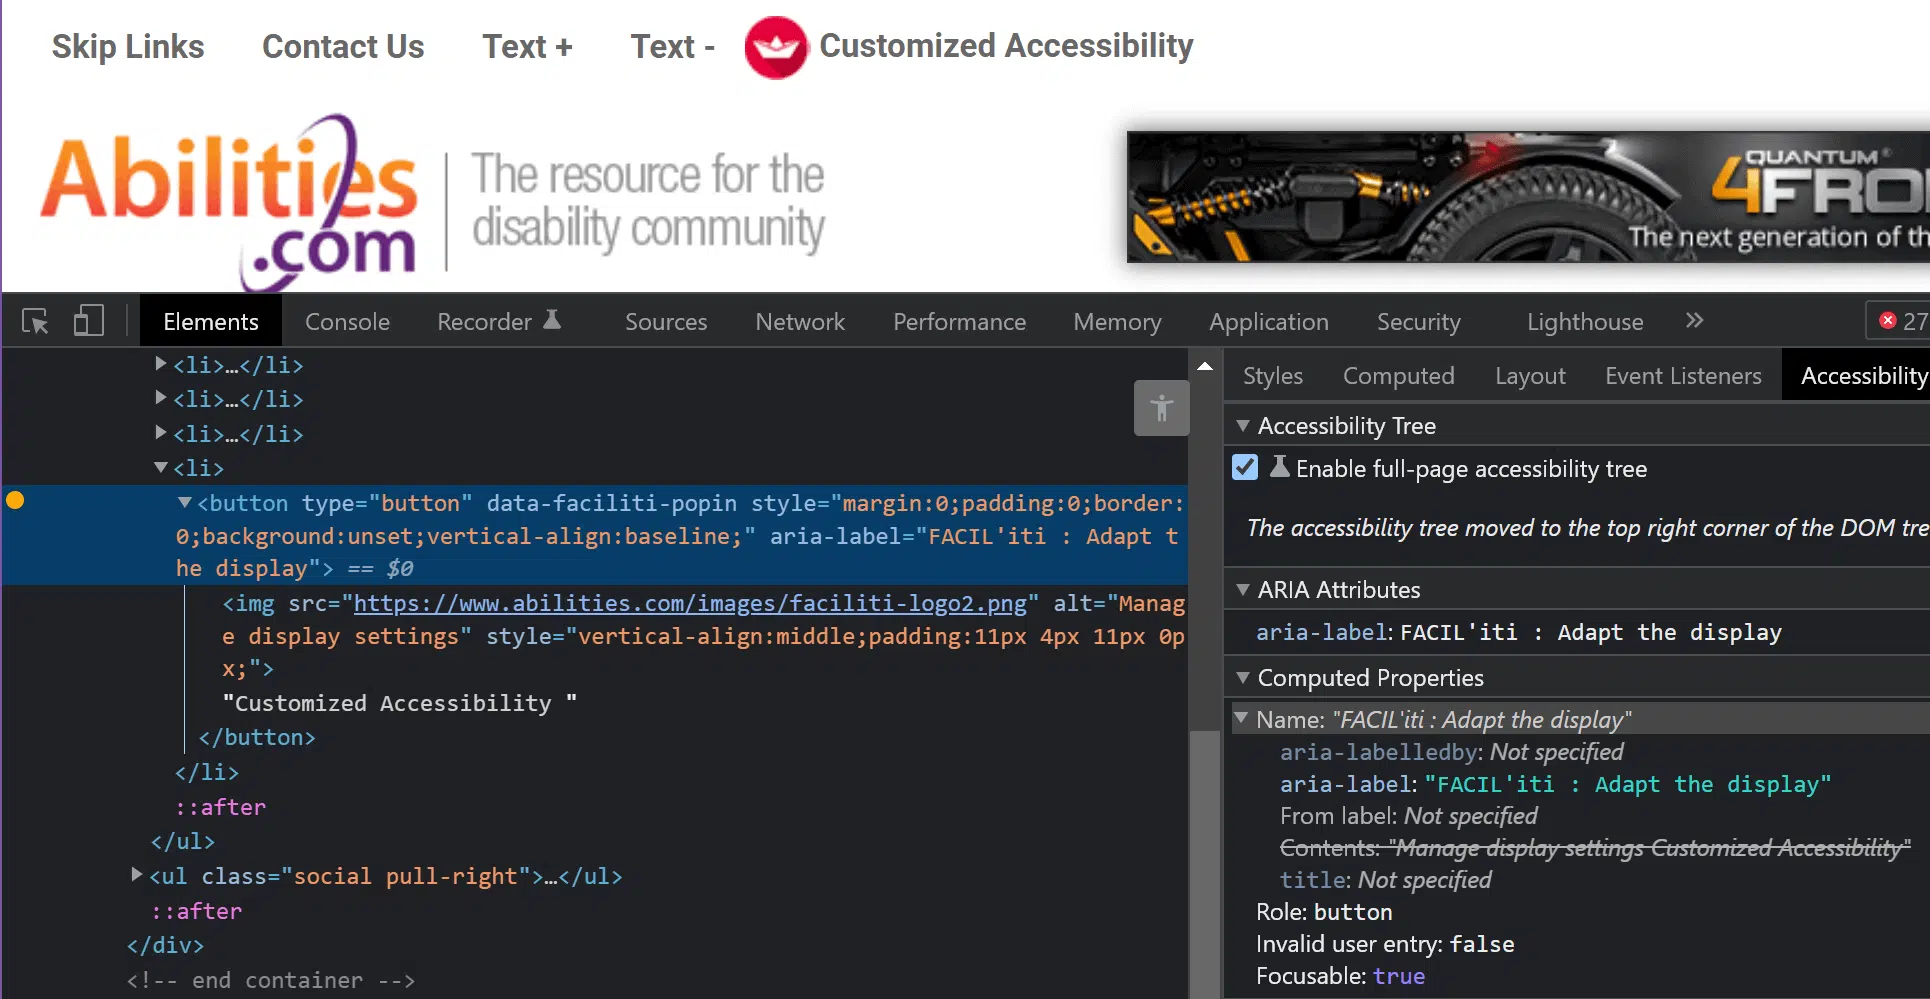 Skip Links Contact Us Text + Text - Customized Accessibility
Abilities
.com
The resource for the
disability community
QUANTUM®
4FRO
The next generation of th
Elements Console Recorder Sources Network Performance Memory Application Security Lighthouse » 27
<li>…</li>
<li>…</li>
<li>…</li>
<li>
<button type="button" data-faciliti-popin style="margin:0;padding:0;border:
0;background:unset;vertical-align:baseline;" aria-label="FACIL'iti : Adapt t
he display"> == $0
<img src="https://www.abilities.com/images/faciliti-logo2.png" alt="Manag
e display settings" style="vertical-align:middle;padding:11px 4px 11px 0p
x;">
"Customized Accessibility "
</button>
</li>
::after
</ul>
<ul class="social pull-right">…</ul>
::after
</div>
<!-- end container -->
Styles Computed Layout Event Listeners Accessibility
Accessibility Tree
Enable full-page accessibility tree
The accessibility tree moved to the top right corner of the DOM tre
ARIA Attributes
aria-label: FACIL'iti : Adapt the display
Computed Properties
Name: "FACIL'iti : Adapt the display"
aria-labelledby: Not specified
aria-label: "FACIL'iti : Adapt the display"
From label: Not specified
Contents: "Manage display settings Customized Accessibility"
title: Not specified
Role: button
Invalid user entry: false
Focusable: true